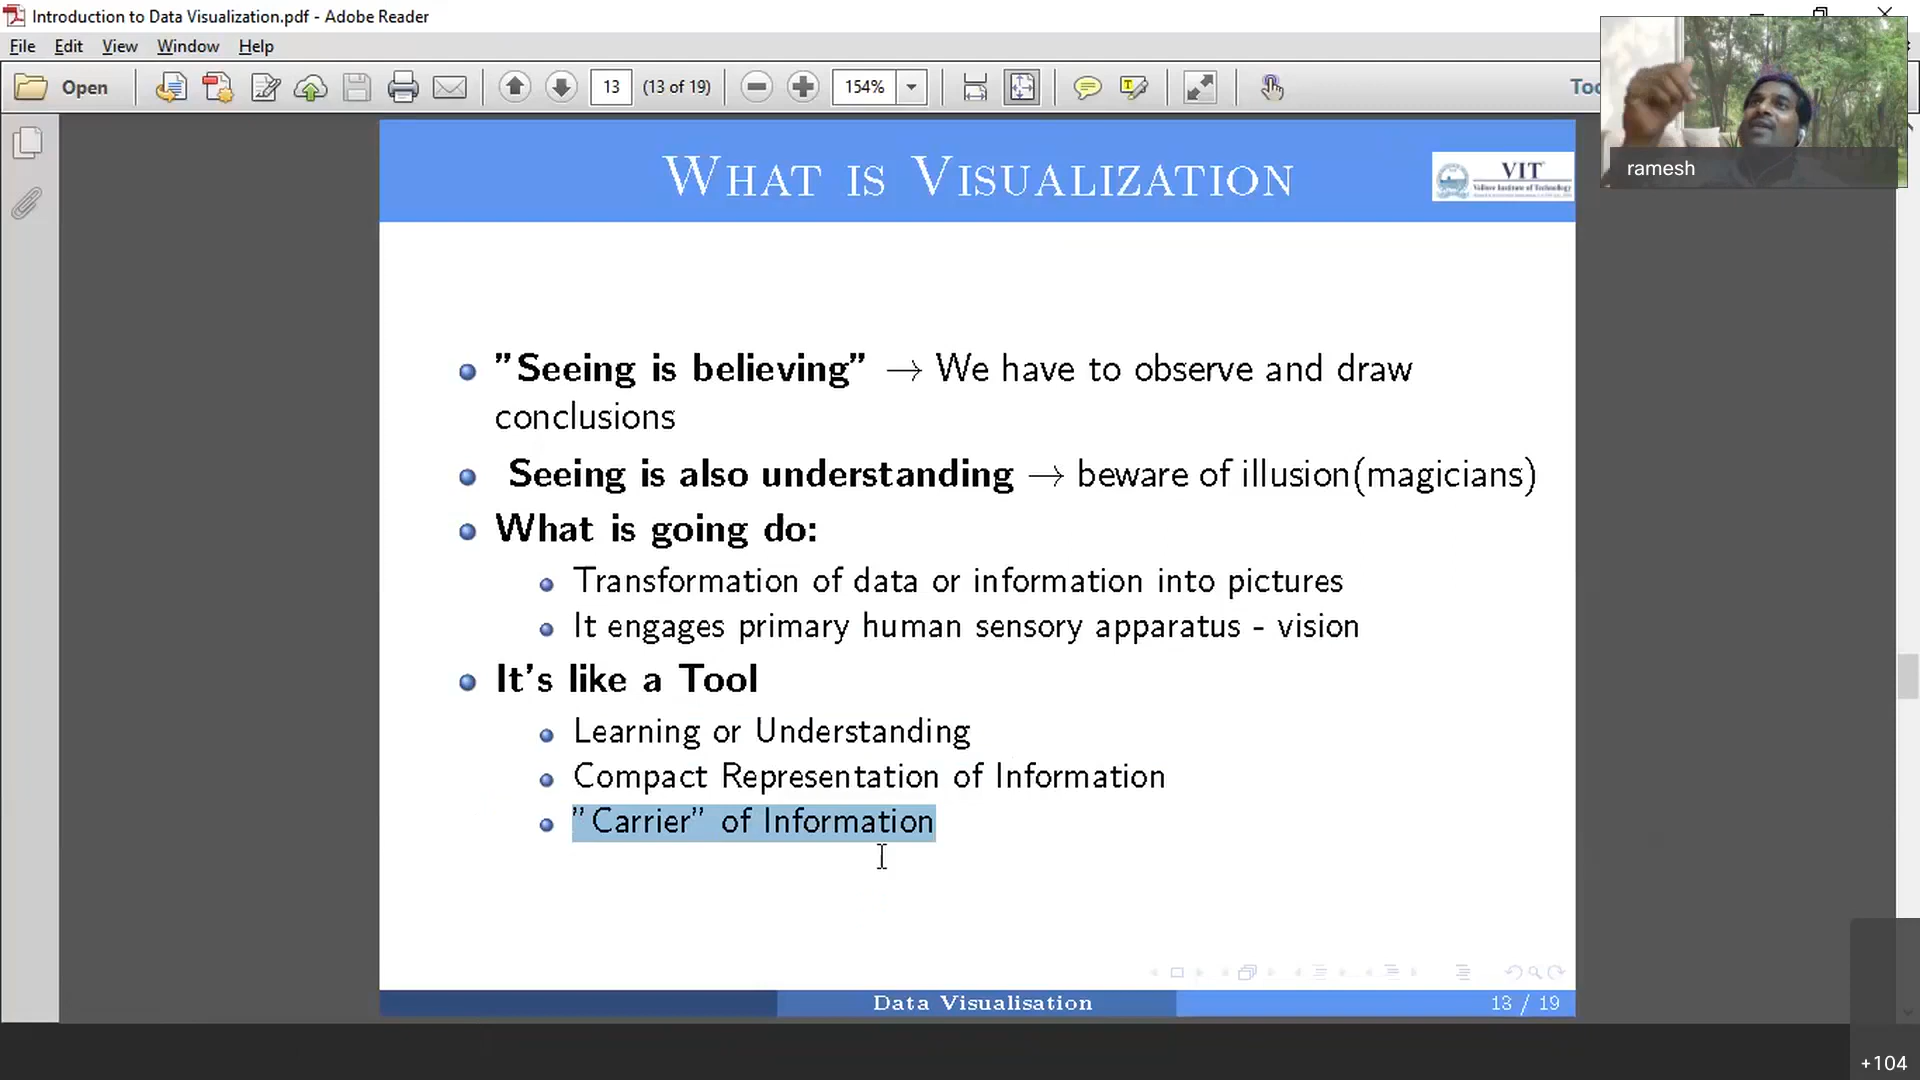 Introduction to Data Visualization.pdf - Adobe Reader
File Edit View Window Help
Open 13 (13 of 19) 154%
ramesh
WHAT IS VISUALIZATION
VIT
Vellore Institute of Technology
"Seeing is believing" → We have to observe and draw
conclusions
Seeing is also understanding → beware of illusion(magicians)
What is going do:
Transformation of data or information into pictures
It engages primary human sensory apparatus - vision
It's like a Tool
Learning or Understanding
Compact Representation of Information
"Carrier" of Information
Data Visualisation
13 / 19
+104